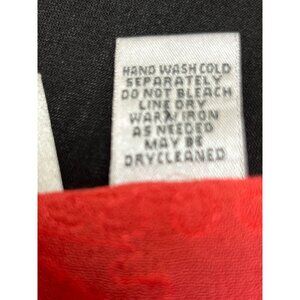 HAND WASH COLD
SEPARATELY
DO NOT BLEACH
LINE DRY
WARM IRON
AS NEEDED
MAY BE
DRYCLEANED